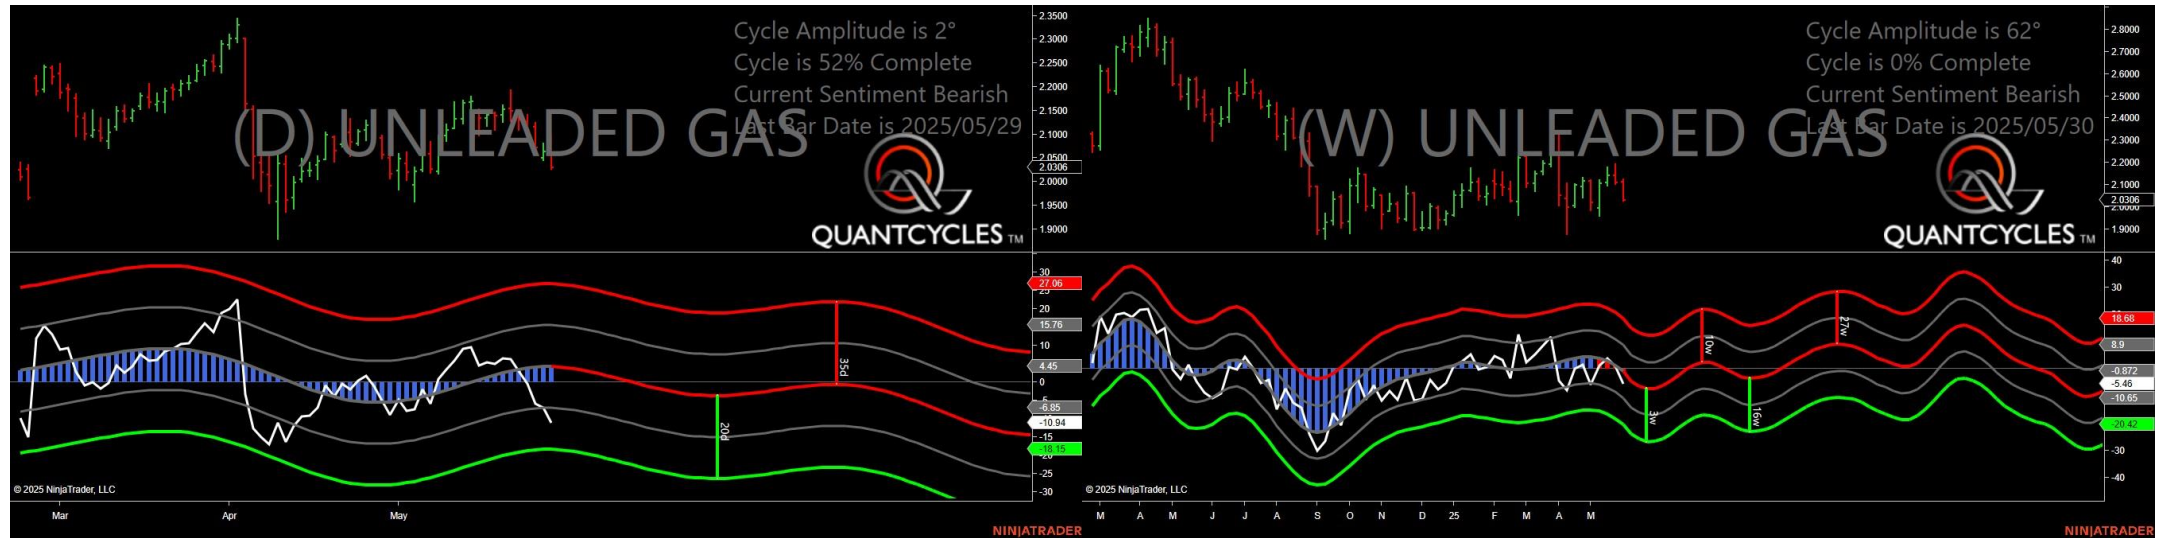 Cycle Amplitude is 2°
Cycle is 52% Complete
Current Sentiment Bearish
Last Bar Date is 2025/05/29
(D) UNLEADED GAS
QUANTCYCLES TM
2.3500
2.3000
2.2500
2.2000
2.1500
2.1000
2.0500
2.0306
2.0000
1.9500
1.9000
30
27.06
25
20
15.76
10
4.45
0
-6.85
-10.94
-15
-18.15
-20
-25
-30
35d
20d
© 2025 NinjaTrader, LLC
Mar Apr May
NINJATRADER
Cycle Amplitude is 62°
Cycle is 0% Complete
Current Sentiment Bearish
Last Bar Date is 2025/05/30
(W) UNLEADED GAS
QUANTCYCLES TM
2.8000
2.7000
2.6000
2.5000
2.4000
2.3000
2.2000
2.1000
2.0306
2.0000
1.9000
40
30
18.68
8.9
-0.872
-5.46
-10.65
-20.42
-30
-40
10w
27w
3w
16w
© 2025 NinjaTrader, LLC
M A M J J A S O N D 25 F M A M
NINJATRADER